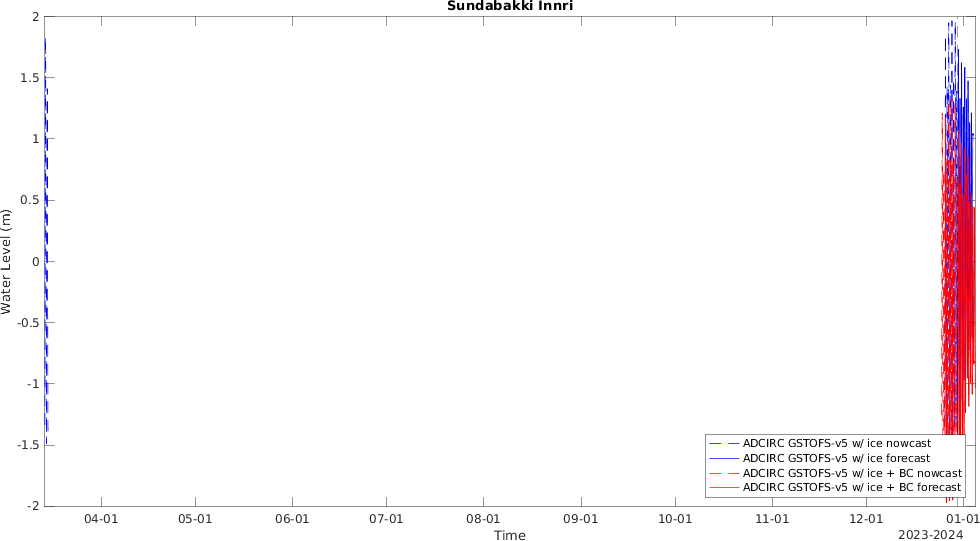 Sundabakki Innri
2
1.5
1
0.5
0
-0.5
-1
-1.5
-2
Water Level (m)
04-01 05-01 06-01 07-01 08-01 09-01 10-01 11-01 12-01 01-01
Time
2023-2024
ADCIRC GSTOFS-v5 w/ ice nowcast
ADCIRC GSTOFS-v5 w/ ice forecast
ADCIRC GSTOFS-v5 w/ ice + BC nowcast
ADCIRC GSTOFS-v5 w/ ice + BC forecast